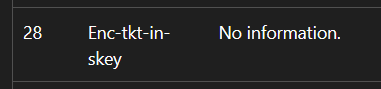 28 Enc-tkt-in- No information.
skey